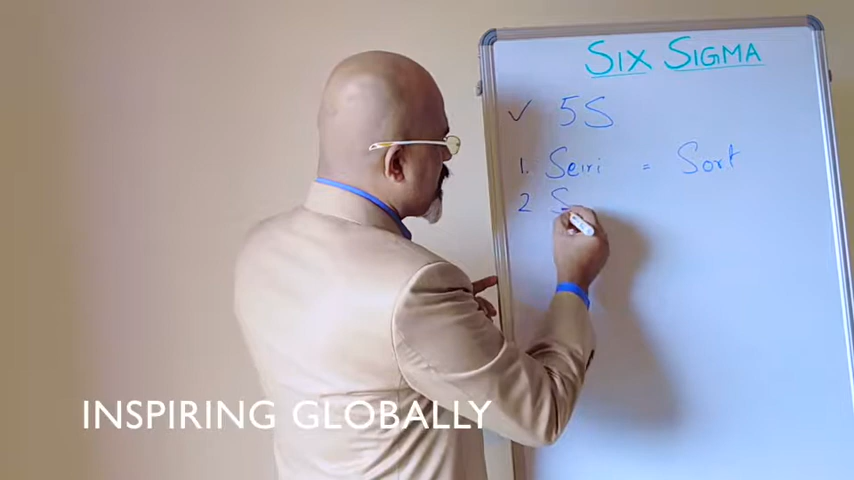 SIX SIGMA
✓ 5S
1. Seiri = Sort
2 S
INSPIRING GLOBALLY